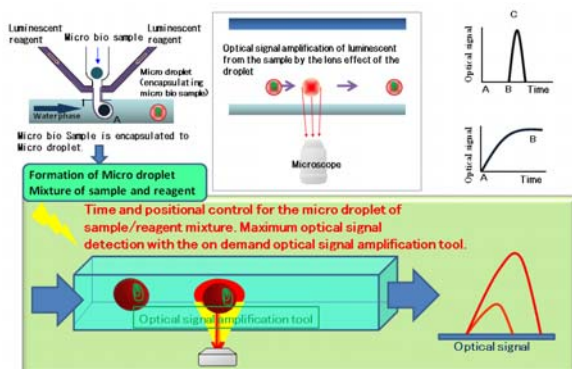 Luminescent
reagent
Micro bio sample
Luminescent
reagent
Micro droplet
(encapsulating
micro bio sample)
Water phase
A
Micro bio Sample is encapsulated to
Micro droplet.
Optical signal amplification of luminescent
from the sample by the lens effect of the
droplet
Microscope
C
Optical signal
A B Time
Optical signal
B
A
Time
Formation of Micro droplet
Mixture of sample and reagent
Time and positional control for the micro droplet of
sample/reagent mixture. Maximum optical signal
detection with the on demand optical signal amplification tool.
Optical signal amplification tool
Optical signal